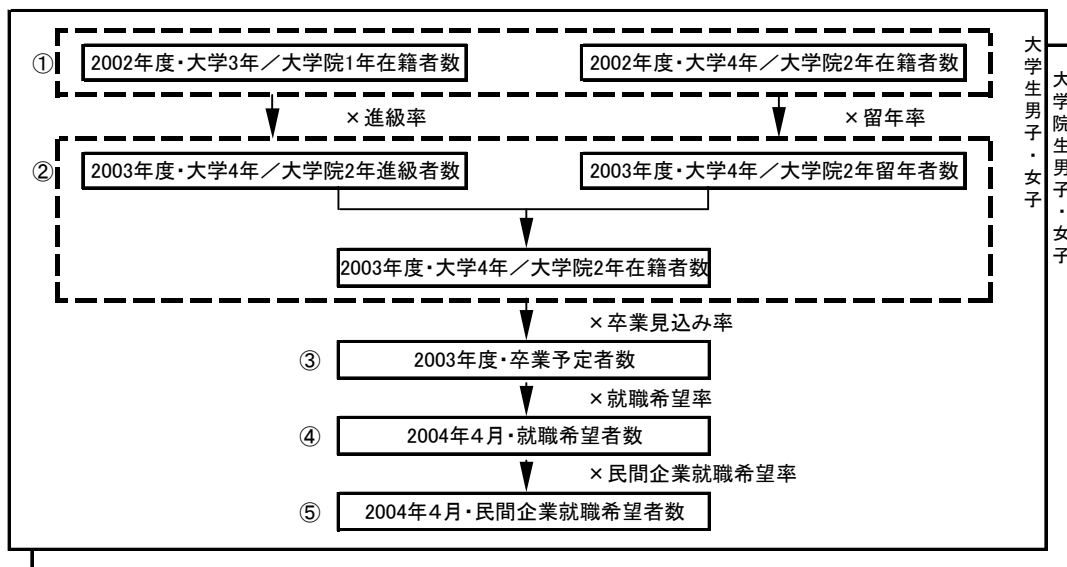 ①
2002年度・大学3年／大学院1年在籍者数
2002年度・大学4年／大学院2年在籍者数
×進級率
×留年率
②
2003年度・大学4年／大学院2年進級者数
2003年度・大学4年／大学院2年留年者数
2003年度・大学4年／大学院2年在籍者数
×卒業見込み率
③
2003年度・卒業予定者数
×就職希望率
④
2004年４月・就職希望者数
×民間企業就職希望率
⑤
2004年４月・民間企業就職希望者数
大学生男子・女子
大学院生男子・女子